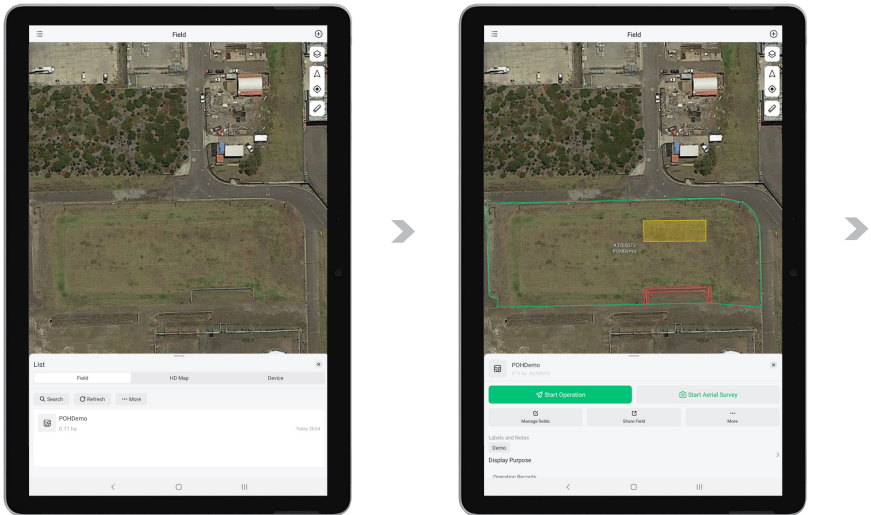 Field
List
Field HD Map Device
Search Refresh ··· More
POHDemo
0.71 ha
Today 20:04
Field
POHDemo
POHDemo
Start Operation Start Aerial Survey
Manage fields Share Field More
Labels and Notes
Demo
Display Purpose
Operation Records